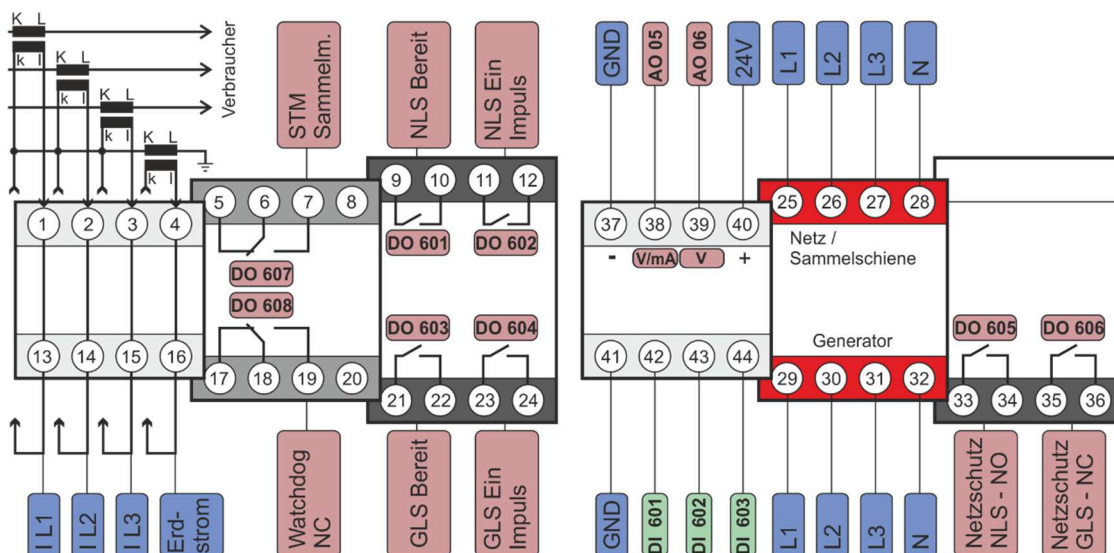 K L
K L
K L
K L
k l
k l
k l
k l
Verbraucher
STM
Sammelm.
NLS Bereit
NLS Ein
Impuls
GND
AO 05
AO 06
24V
L1
L2
L3
N
1 2 3 4
5 6 7 8
9 10 11 12
37 38 39 40
25 26 27 28
DO 601
DO 602
- V/mA V +
Netz /
Sammelschiene
DO 607
DO 608
DO 603
DO 604
Generator
DO 605
DO 606
13 14 15 16
17 18 19 20
21 22 23 24
41 42 43 44
29 30 31 32
33 34 35 36
I L1
I L2
I L3
Erd-
strom
Watchdog
NC
GLS Bereit
GLS Ein
Impuls
GND
DI 601
DI 602
DI 603
L1
L2
L3
N
Netzschutz
NLS - NO
Netzschutz
GLS - NC